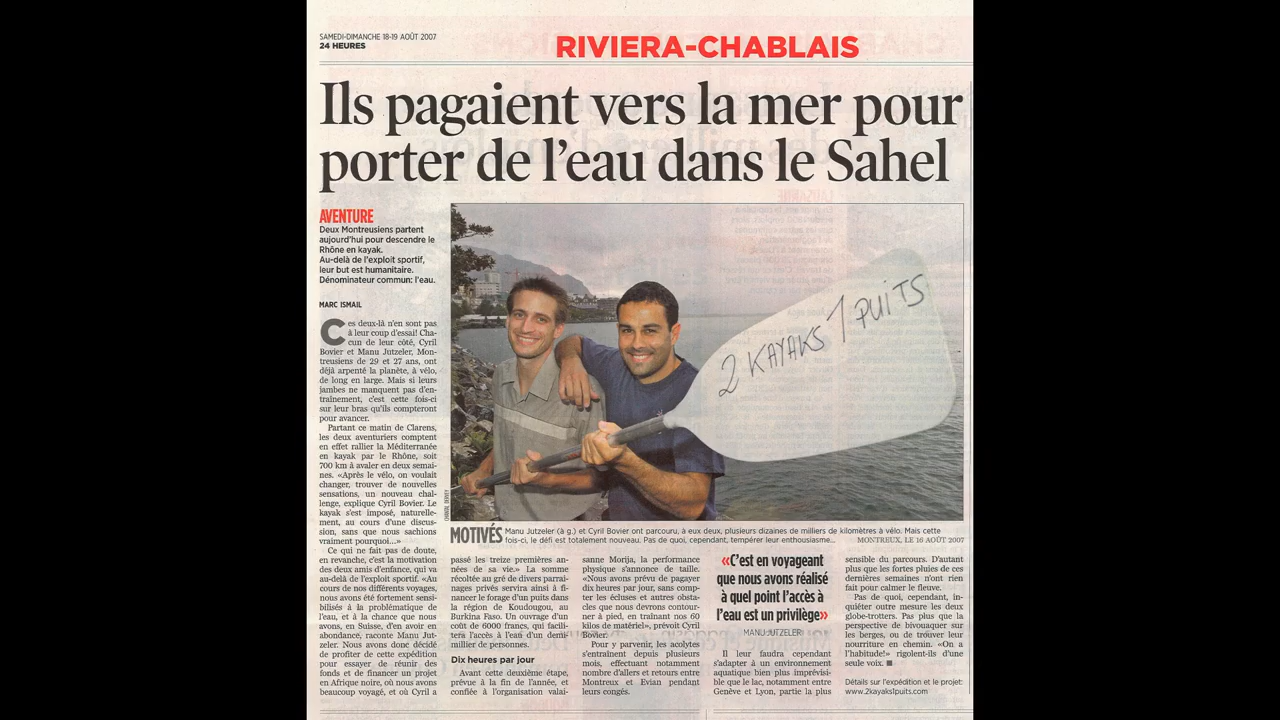 SAMEDI-DIMANCHE 18-19 AOÛT 2007
24 HEURES
RIVIERA-CHABLAIS
Ils pagaient vers la mer pour
porter de l'eau dans le Sahel
AVENTURE
Deux Montreusiens partent
aujourd'hui pour descendre le
Rhône en kayak.
Au-delà de l'exploit sportif,
leur but est humanitaire.
Dénominateur commun: l'eau.
MARC ISMAIL
Ces deux-là n'en sont pas
à leur coup d'essai! Cha-
cun de leur côté, Cyril
Bovier et Manu Jutzeler, Mon-
treusiens de 29 et 27 ans, ont
déjà arpenté la planète, à vélo,
de long en large. Mais si leurs
jambes ne manquent pas d'en-
traînement, c'est cette fois-ci
sur leur bras qu'ils compteront
pour avancer.
Partant ce matin de Clarens,
les deux aventuriers comptent
en effet rallier la Méditerranée
en kayak par le Rhône, soit
700 km à avaler en deux semai-
nes. «Après le vélo, on voulait
changer, trouver de nouvelles
sensations, un nouveau chal-
lenge, explique Cyril Bovier. Le
kayak s'est imposé, naturelle-
ment, au cours d'une discus-
sion, sans que nous sachions
vraiment pourquoi...»
Ce qui ne fait pas de doute,
en revanche, c'est la motivation
des deux amis d'enfance, qui va
au-delà de l'exploit sportif. «Au
cours de nos différents voyages,
nous avons été fortement sensi-
bilisés à la problématique de
l'eau, et à la chance que nous
avons, en Suisse, d'en avoir en
abondance, raconte Manu Jut-
zeler. Nous avons donc décidé
de profiter de cette expédition
pour essayer de réunir des
fonds et de financer un projet
en Afrique noire, où nous avons
beaucoup voyagé, et où Cyril a
2 KAYAKS 1 PUITS
CHANTAL DERVEY
MOTIVÉS Manu Jutzeler (à g.) et Cyril Bovier ont parcouru, à eux deux, plusieurs dizaines de milliers de kilomètres à vélo. Mais cette
fois-ci, le défi est totalement nouveau. Pas de quoi, cependant, tempérer leur enthousiasme... MONTREUX, LE 16 AOÛT 2007
passé les treize premières an-
nées de sa vie.» La somme
récoltée au gré de divers parrai-
nages privés servira ainsi à fi-
nancer le forage d'un puits dans
la région de Koudougou, au
Burkina Faso. Un ouvrage d'un
coût de 6000 francs, qui facili-
tera l'accès à l'eau d'un demi-
millier de personnes.
Dix heures par jour
Avant cette deuxième étape,
prévue à la fin de l'année, et
confiée à l'organisation valai-
sanne Morija, la performance
physique s'annonce de taille.
«Nous avons prévu de pagayer
dix heures par jour, sans comp-
ter les écluses et autres obsta-
cles que nous devrons contour-
ner à pied, en traînant nos 60
kilos de matériel», prévoit Cyril
Bovier.
Pour y parvenir, les acolytes
s'entraînent depuis plusieurs
mois, effectuant notamment
nombre d'allers et retours entre
Montreux et Evian pendant
leurs congés.
«C'est en voyageant
que nous avons réalisé
à quel point l'accès à
l'eau est un privilège»
MANU JUTZELER
Il leur faudra cependant
s'adapter à un environnement
aquatique bien plus imprévisi-
ble que le lac, notamment entre
Genève et Lyon, partie la plus
sensible du parcours. D'autant
plus que les fortes pluies de ces
dernières semaines n'ont rien
fait pour calmer le fleuve.
Pas de quoi, cependant, in-
quiéter outre mesure les deux
globe-trotters. Pas plus que la
perspective de bivouaquer sur
les berges, ou de trouver leur
nourriture en chemin. «On a
l'habitude!» rigolent-ils d'une
seule voix. ■
Détails sur l'expédition et le projet:
www.2kayaks1puits.com